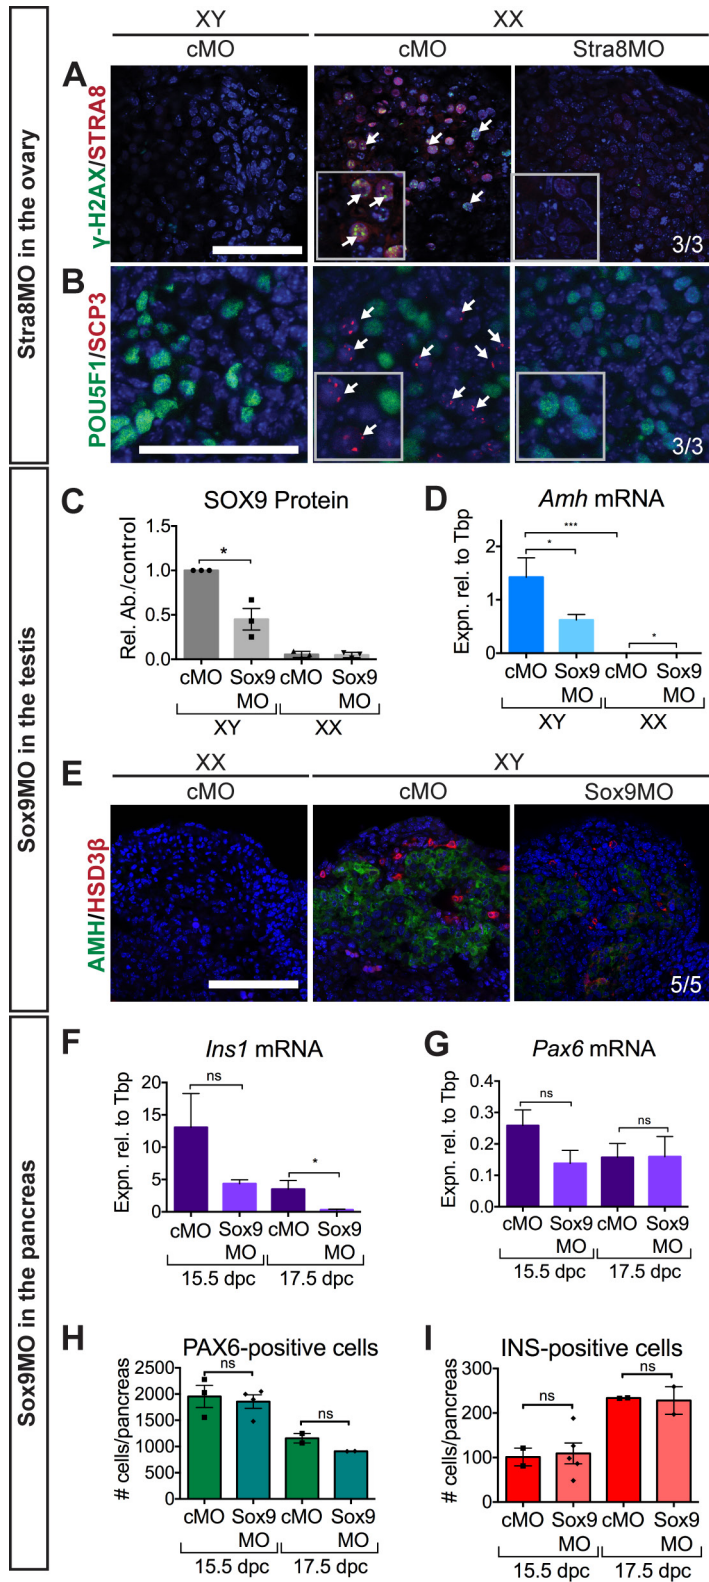 XY
XX
cMO
cMO
Stra8MO
Stra8MO in the ovary
A
γ-H2AX/STRA8
3/3
B
POU5F1/SCP3
3/3
Sox9MO in the testis
C
SOX9 Protein
Rel. Ab./control
1.5
1.0
0.5
0.0
*
cMO
Sox9
MO
cMO
Sox9
MO
XY
XX
D
Amh mRNA
Expn. rel. to Tbp
2
1
0
***
*
*
cMO
Sox9
MO
cMO
Sox9
MO
XY
XX
E
XX
XY
cMO
cMO
Sox9MO
AMH/HSD3β
5/5
Sox9MO in the pancreas
F
Ins1 mRNA
Expn. rel. to Tbp
20
15
10
5
0
ns
*
cMO
Sox9
MO
cMO
Sox9
MO
15.5 dpc
17.5 dpc
G
Pax6 mRNA
Expn. rel. to Tbp
0.4
0.3
0.2
0.1
0.0
ns
ns
cMO
Sox9
MO
cMO
Sox9
MO
15.5 dpc
17.5 dpc
H
PAX6-positive cells
# cells/pancreas
2500
2000
1500
1000
500
0
ns
ns
cMO
Sox9
MO
cMO
Sox9
MO
15.5 dpc
17.5 dpc
I
INS-positive cells
# cells/pancreas
300
200
100
0
ns
ns
cMO
Sox9
MO
cMO
Sox9
MO
15.5 dpc
17.5 dpc